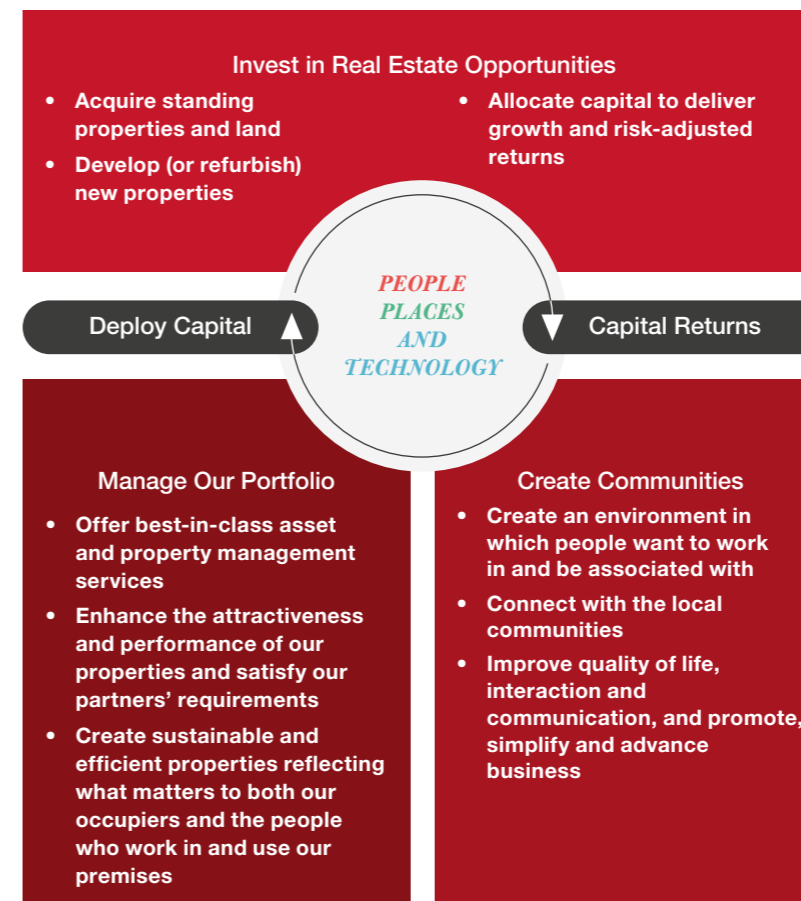 Invest in Real Estate Opportunities
• Acquire standing
properties and land
• Develop (or refurbish)
new properties
• Allocate capital to deliver
growth and risk-adjusted
returns
PEOPLE
PLACES
AND
TECHNOLOGY
Deploy Capital
Capital Returns
Manage Our Portfolio
• Offer best-in-class asset
and property management
services
• Enhance the attractiveness
and performance of our
properties and satisfy our
partners’ requirements
• Create sustainable and
efficient properties reflecting
what matters to both our
occupiers and the people
who work in and use our
premises
Create Communities
• Create an environment in
which people want to work
in and be associated with
• Connect with the local
communities
• Improve quality of life,
interaction and
communication, and promote,
simplify and advance
business